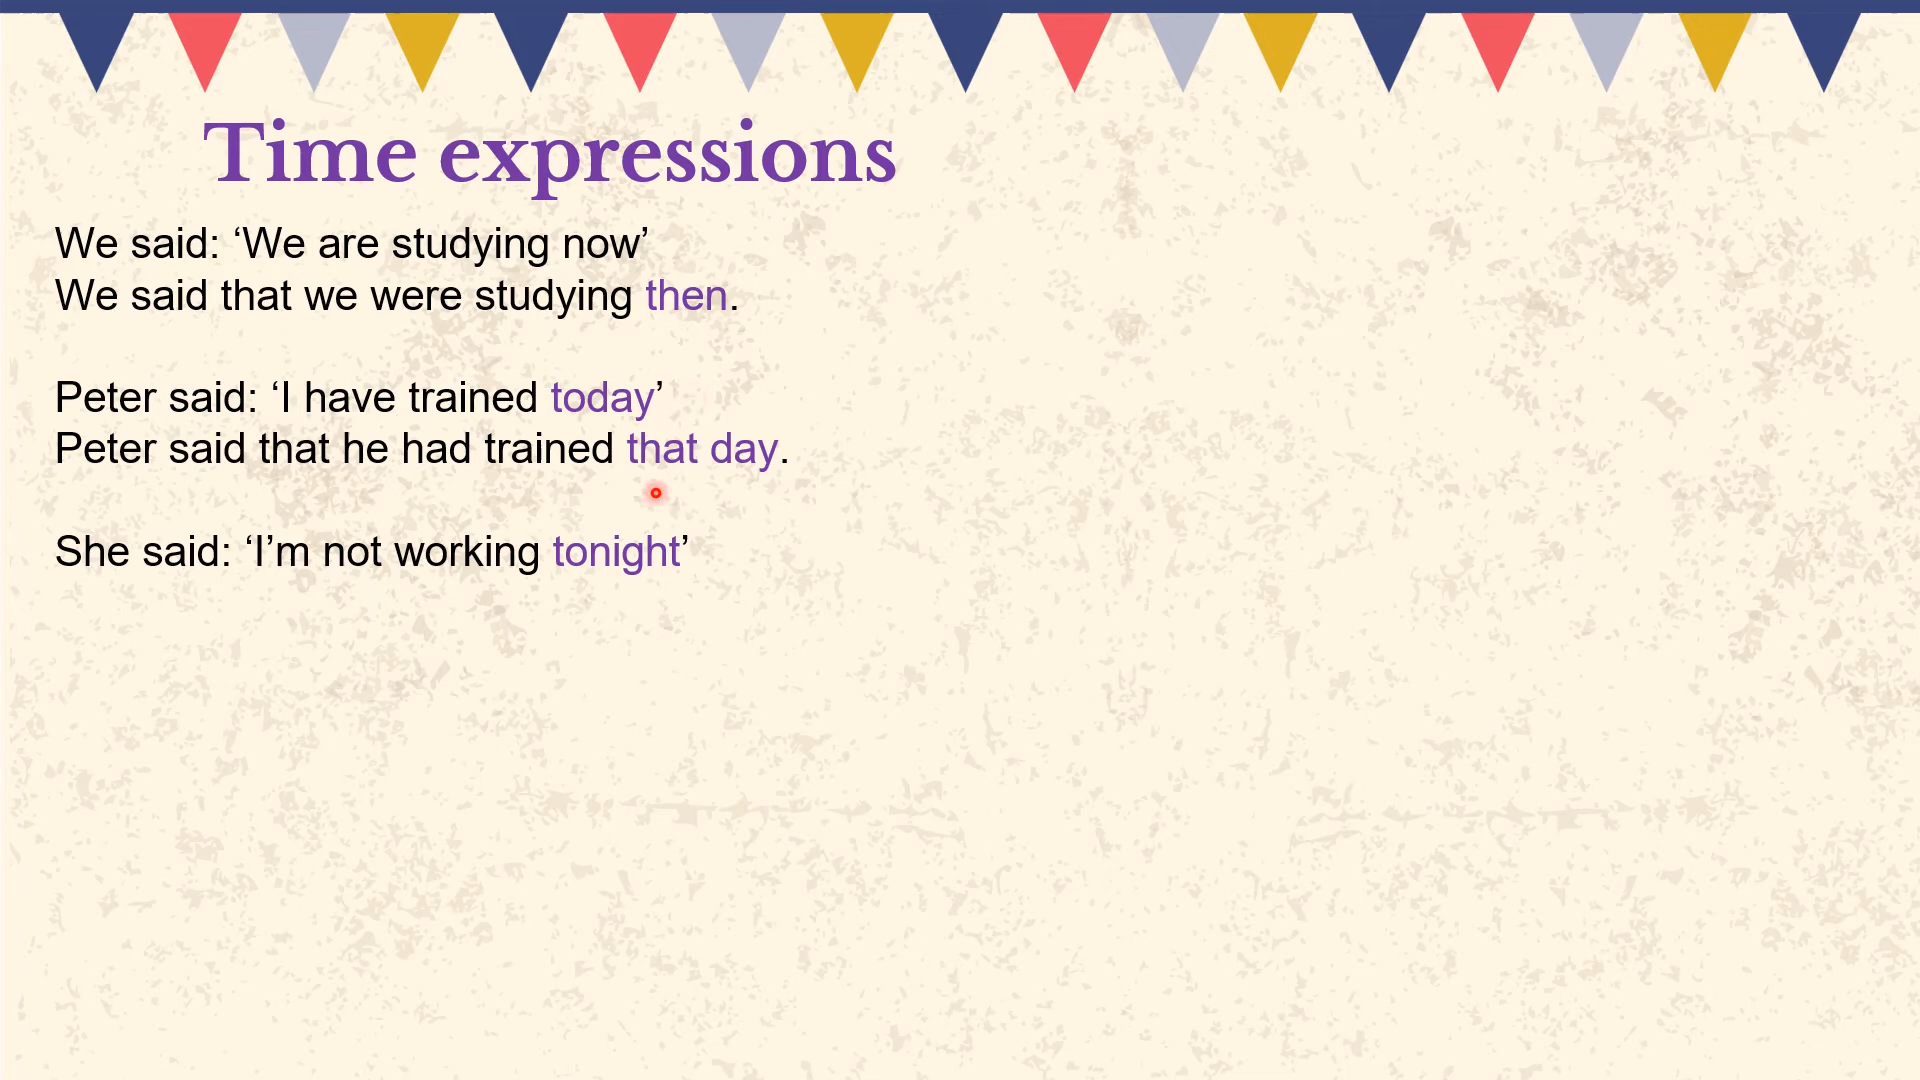 Time expressions
We said: ‘We are studying now’
We said that we were studying then.
Peter said: ‘I have trained today’
Peter said that he had trained that day.
She said: ‘I’m not working tonight’